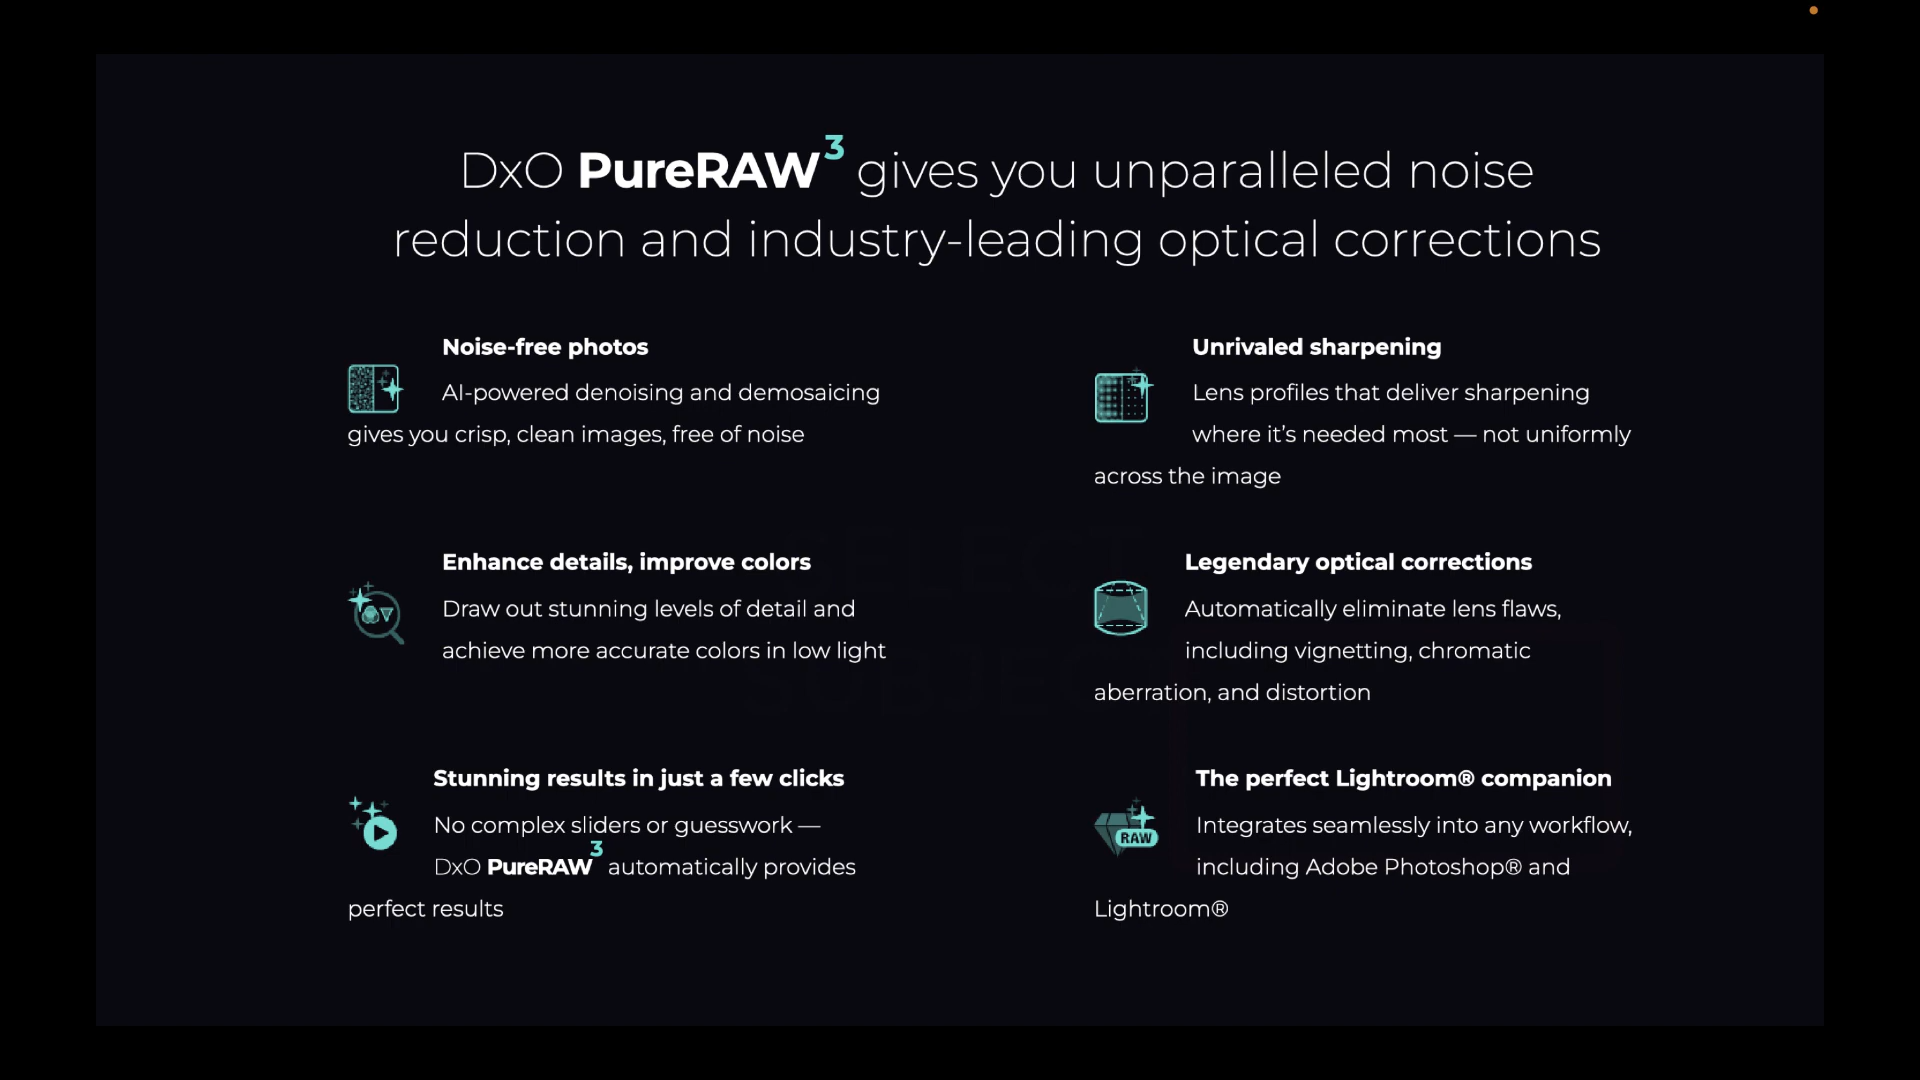 DxO PureRAW3 gives you unparalleled noise
reduction and industry-leading optical corrections
Noise-free photos
AI-powered denoising and demosaicing
gives you crisp, clean images, free of noise
Unrivaled sharpening
Lens profiles that deliver sharpening
where it's needed most — not uniformly
across the image
Enhance details, improve colors
Draw out stunning levels of detail and
achieve more accurate colors in low light
Legendary optical corrections
Automatically eliminate lens flaws,
including vignetting, chromatic
aberration, and distortion
Stunning results in just a few clicks
No complex sliders or guesswork —
DxO PureRAW3 automatically provides
perfect results
The perfect Lightroom® companion
RAW
Integrates seamlessly into any workflow,
including Adobe Photoshop® and
Lightroom®
SELECT
SUBJECT